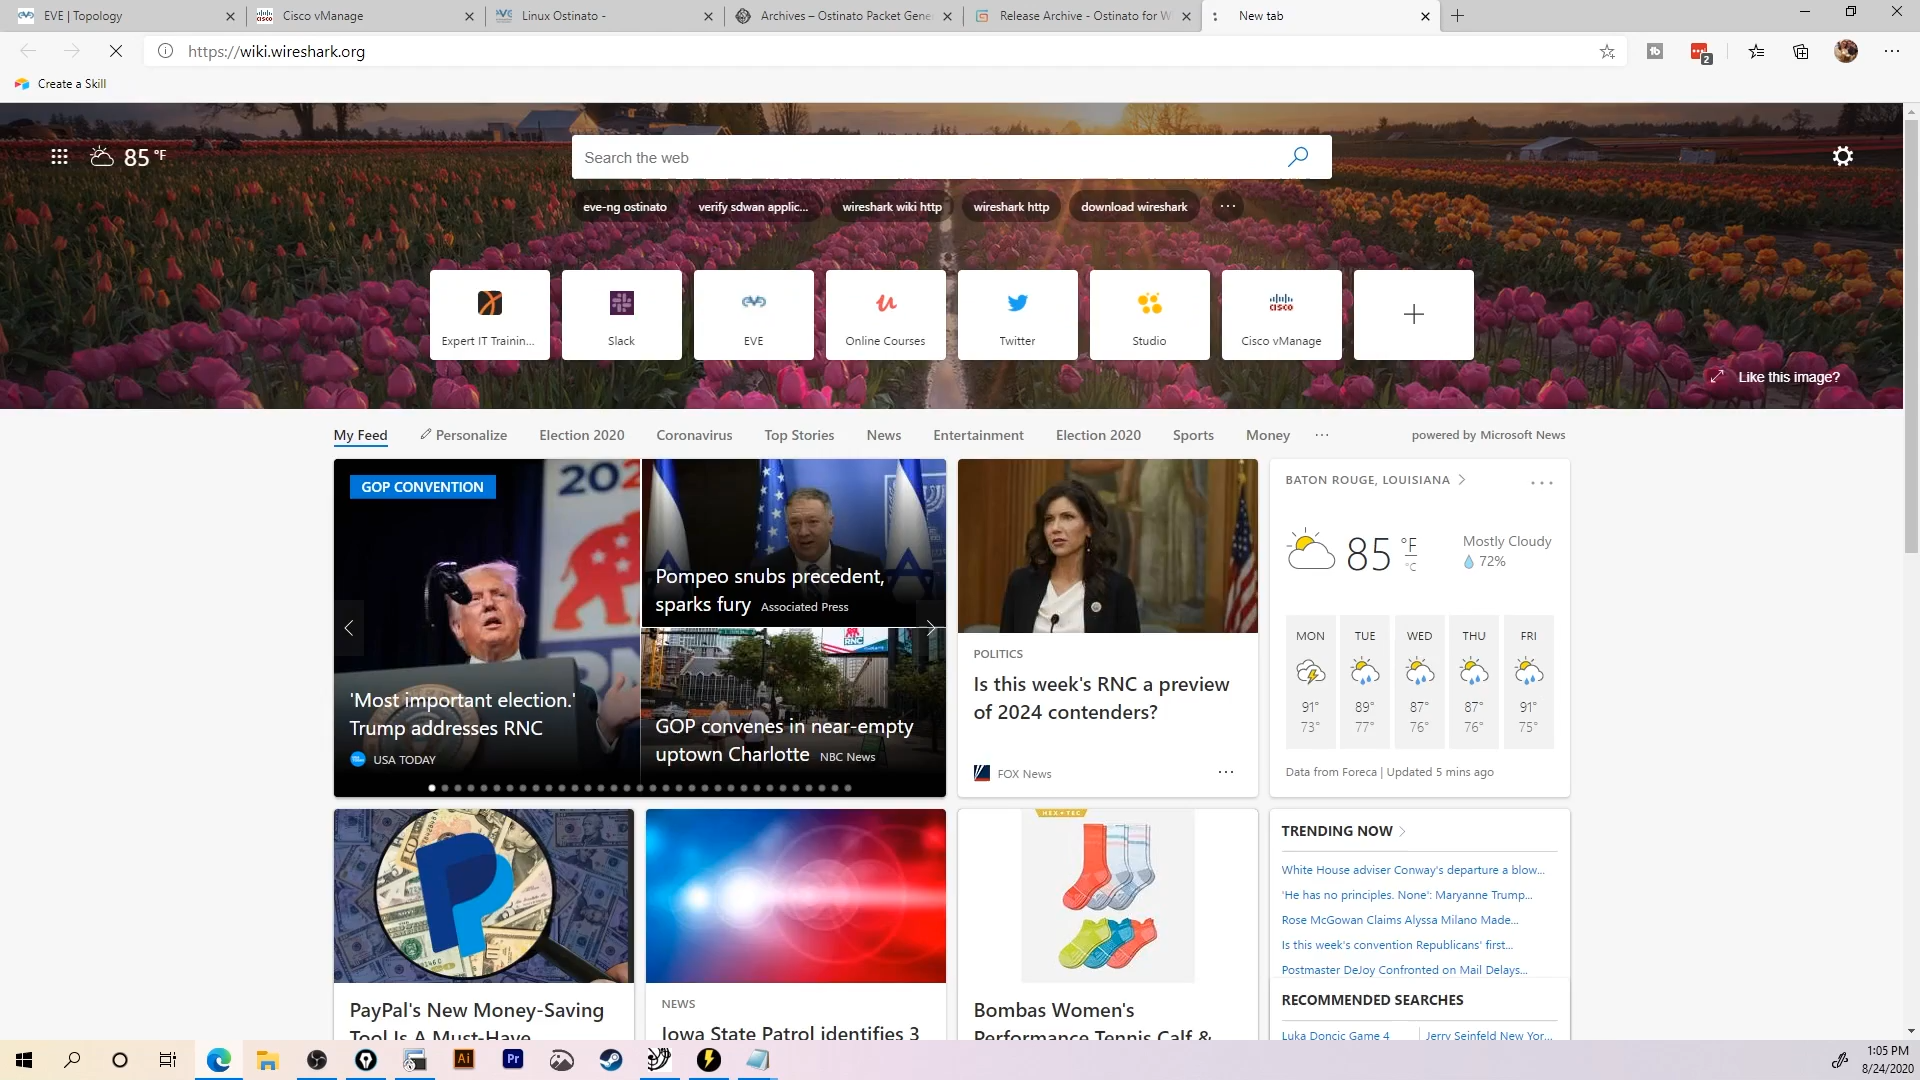 EVE | Topology
Cisco vManage
Linux Ostinato -
Archives – Ostinato Packet Gene
Release Archive - Ostinato for W
New tab
https://wiki.wireshark.org
2
Create a Skill
85 °F
Search the web
eve-ng ostinato
verify sdwan applic...
wireshark wiki http
wireshark http
download wireshark
Expert IT Trainin...
Slack
EVE
Online Courses
Twitter
Studio
Cisco vManage
Like this image?
My Feed
Personalize
Election 2020
Coronavirus
Top Stories
News
Entertainment
Election 2020
Sports
Money
powered by Microsoft News
GOP CONVENTION
'Most important election.'
Trump addresses RNC
USA TODAY
Pompeo snubs precedent,
sparks fury Associated Press
GOP convenes in near-empty
uptown Charlotte NBC News
POLITICS
Is this week's RNC a preview
of 2024 contenders?
FOX News
BATON ROUGE, LOUISIANA
85 °F
°C
Mostly Cloudy
72%
MON TUE WED THU FRI
91° 89° 87° 87° 91°
73° 77° 76° 76° 75°
Data from Foreca | Updated 5 mins ago
PayPal's New Money-Saving
Tool Is A Must-Have
NEWS
Iowa State Patrol identifies 3
HEX • TEC
Bombas Women's
Performance Tennis Calf &
TRENDING NOW
White House adviser Conway's departure a blow...
'He has no principles. None': Maryanne Trump...
Rose McGowan Claims Alyssa Milano Made...
Is this week's convention Republicans' first...
Postmaster DeJoy Confronted on Mail Delays...
RECOMMENDED SEARCHES
Luka Doncic Game 4
Jerry Seinfeld New Yor...
1:05 PM
8/24/2020